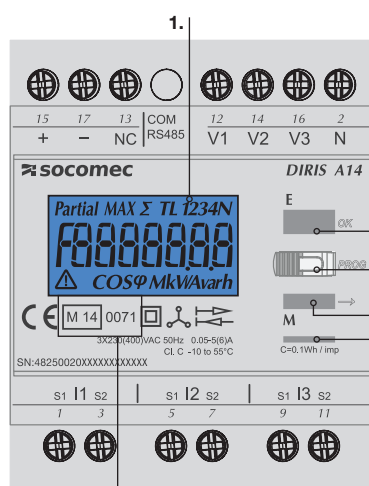 1.
15 17 13 COM 12 14 16 2
+ – NC RS485 V1 V2 V3 N
socomec DIRIS A14
Partial MAX Σ TL 1234N
F8888888
COSφ MkWAvarh
E
OK
PROG
M
C=0.1Wh / imp
CE M 14 0071
3X230(400)VAC 50Hz 0.05-5(6)A
Cl. C -10 to 55°C
SN:48250020XXXXXXXXXXXX
S1 I1 S2 S1 I2 S2 S1 I3 S2
1 3 5 7 9 11